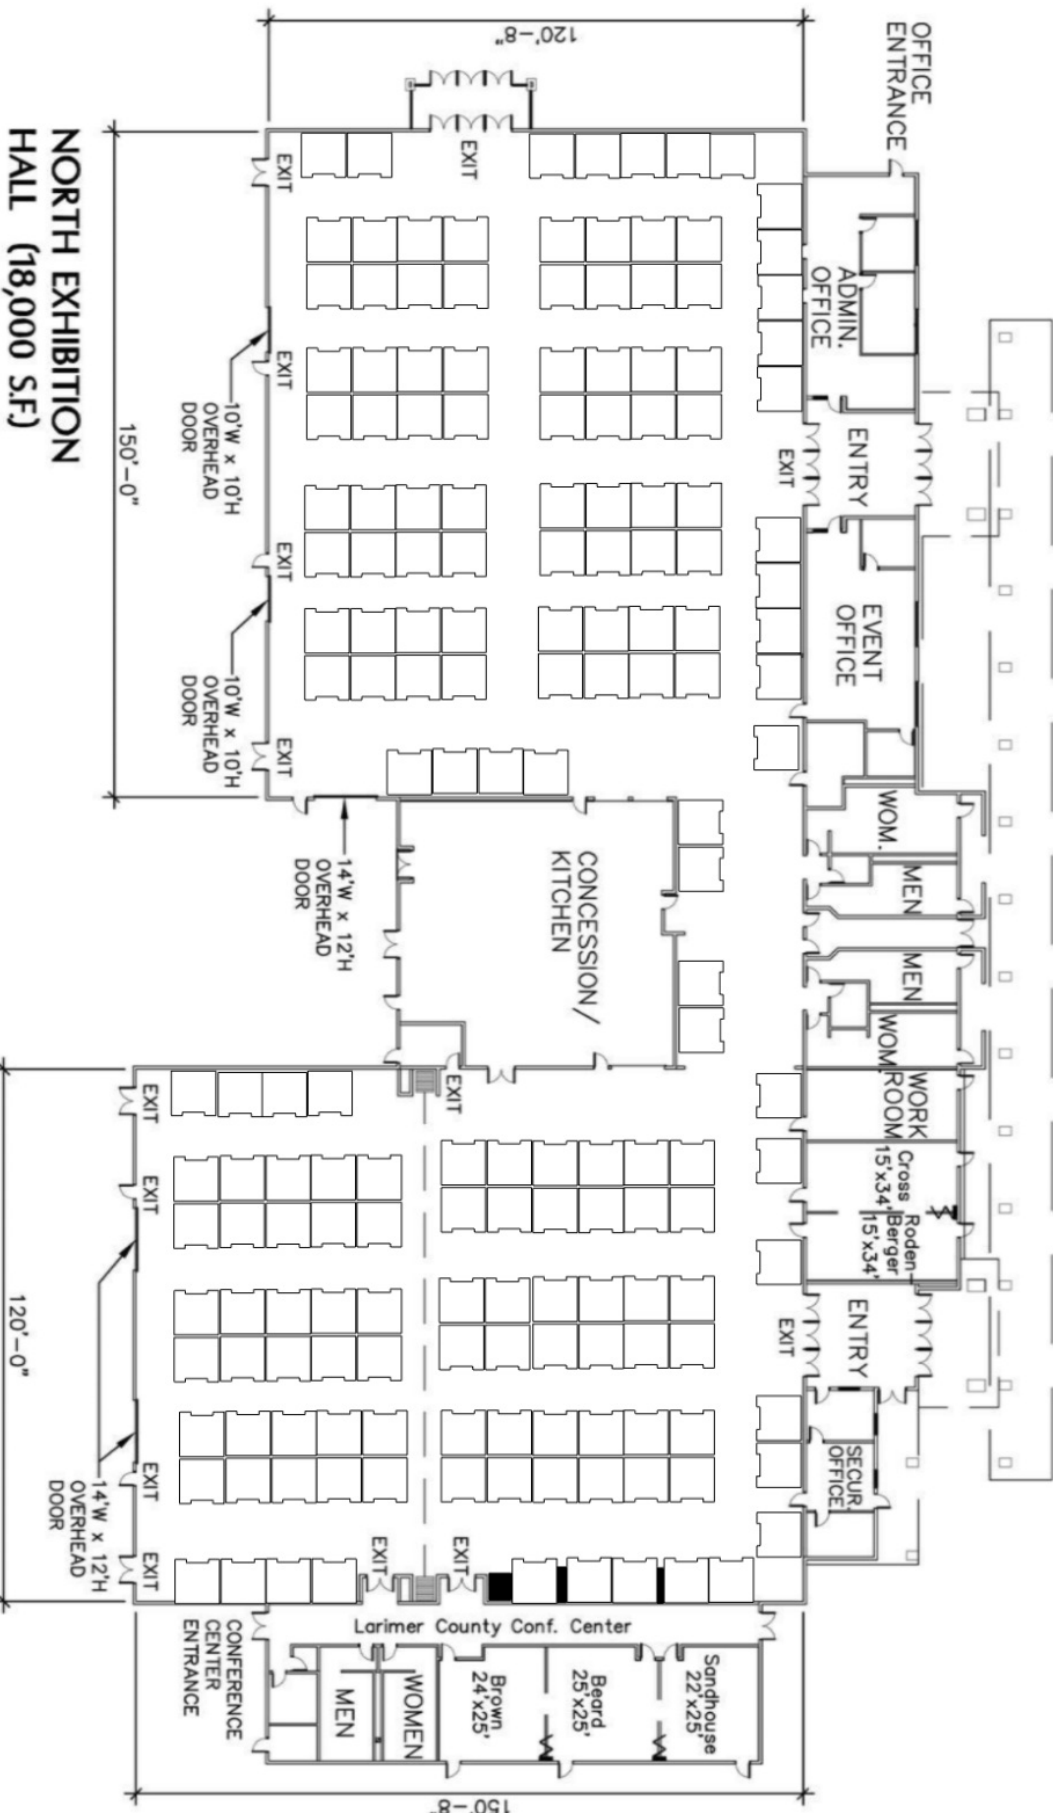 120'-8"
OFFICE
ENTRANCE
EXIT
EXIT
ADMIN.
OFFICE
NORTH EXHIBITION
HALL (18,000 S.F.)
150'-0"
EXIT
10'W x 10'H
OVERHEAD
DOOR
ENTRY
EXIT
EXIT
EVENT
OFFICE
10'W x 10'H
OVERHEAD
DOOR
EXIT
WOM.
MEN
14'W x 12'H
OVERHEAD
DOOR
CONCESSION/
KITCHEN
MEN
WOM.
WORK
ROOM
EXIT
EXIT
EXIT
Cross
15'x34'
Roden-
Berger
15'x34'
ENTRY
EXIT
120'-0"
EXIT
14'W x 12'H
OVERHEAD
DOOR
SECUR.
OFFICE
EXIT
EXIT
EXIT
Larimer County Conf. Center
CONFERENCE
CENTER
ENTRANCE
MEN
WOMEN
Brown
24'x25'
Beard
25'x25'
Sandhouse
22'x25'
150'-8"